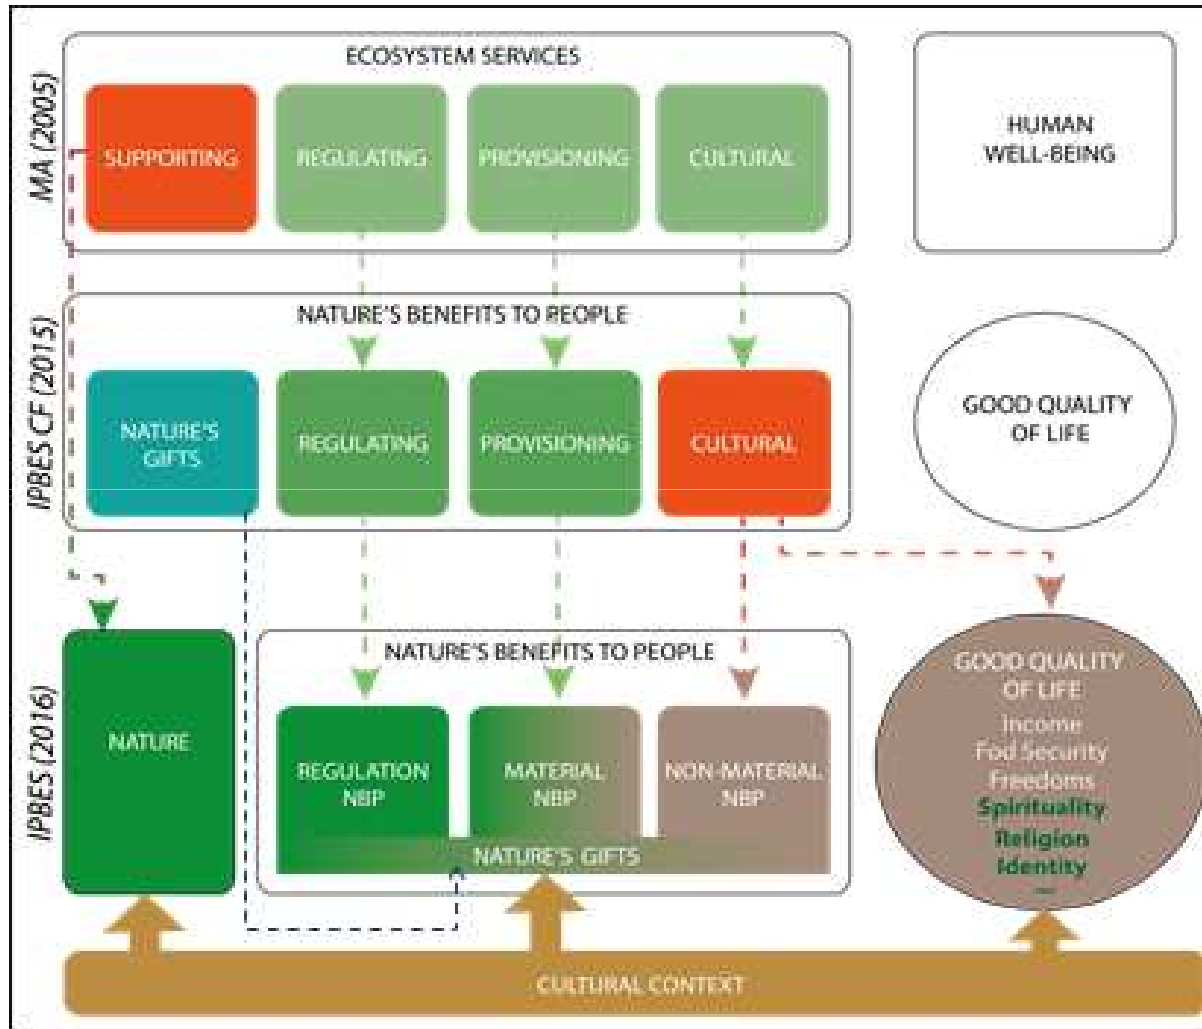 MA (2005)
ECOSYSTEM SERVICES
SUPPORTING
REGULATING
PROVISIONING
CULTURAL
HUMAN
WELL-BEING
IPBES CF (2015)
NATURE'S BENEFITS TO PEOPLE
NATURE'S
GIFTS
REGULATING
PROVISIONING
CULTURAL
GOOD QUALITY
OF LIFE
IPBES (2016)
NATURE
NATURE'S BENEFITS TO PEOPLE
REGULATION
NBP
MATERIAL
NBP
NON-MATERIAL
NBP
NATURE'S GIFTS
GOOD QUALITY
OF LIFE
Income
Fod Security
Freedoms
Spirituality
Religion
Identity
...
CULTURAL CONTEXT